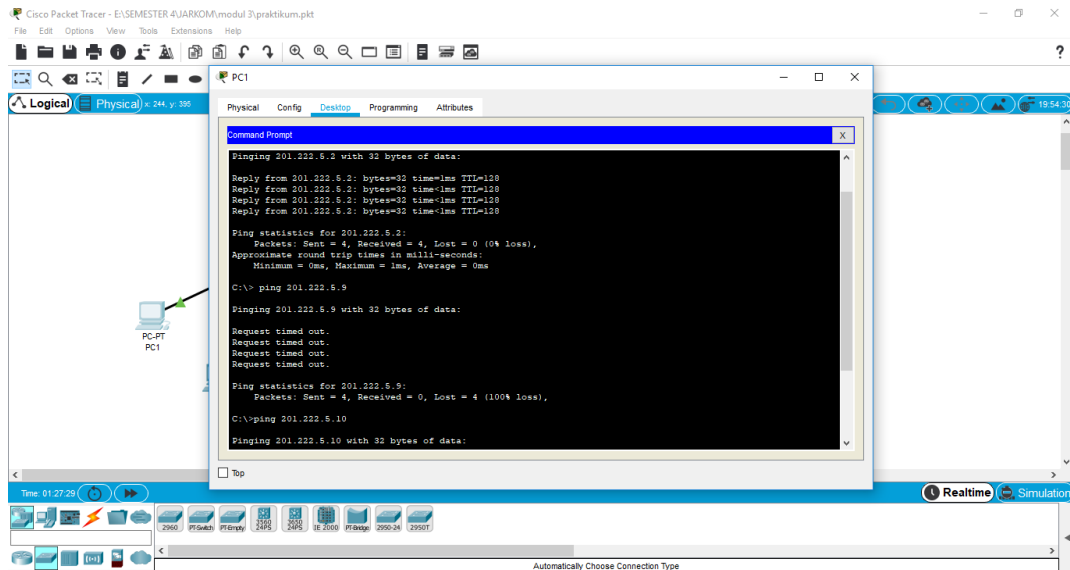 Cisco Packet Tracer - E:\SEMESTER 4\JARKOM\modul 3\praktikum.pkt
File Edit Options View Tools Extensions Help
?
PC1
Logical Physical x: 244, y: 395
19:54:30
Physical Config Desktop Programming Attributes
Command Prompt X
Pinging 201.222.5.2 with 32 bytes of data:
Reply from 201.222.5.2: bytes=32 time=1ms TTL=128
Reply from 201.222.5.2: bytes=32 time<1ms TTL=128
Reply from 201.222.5.2: bytes=32 time<1ms TTL=128
Reply from 201.222.5.2: bytes=32 time<1ms TTL=128
Ping statistics for 201.222.5.2:
Packets: Sent = 4, Received = 4, Lost = 0 (0% loss),
Approximate round trip times in milli-seconds:
Minimum = 0ms, Maximum = 1ms, Average = 0ms
C:\> ping 201.222.5.9
Pinging 201.222.5.9 with 32 bytes of data:
Request timed out.
Request timed out.
Request timed out.
Request timed out.
Ping statistics for 201.222.5.9:
Packets: Sent = 4, Received = 0, Lost = 4 (100% loss),
C:\>ping 201.222.5.10
Pinging 201.222.5.10 with 32 bytes of data:
PC-PT
PC1
Top
Time: 01:27:29
Realtime Simulation
2960 PT-Switch PT-Empty 3560 24PS 3650 24PS IE 2000 PT-Bridge 2950-24 2950T
Automatically Choose Connection Type